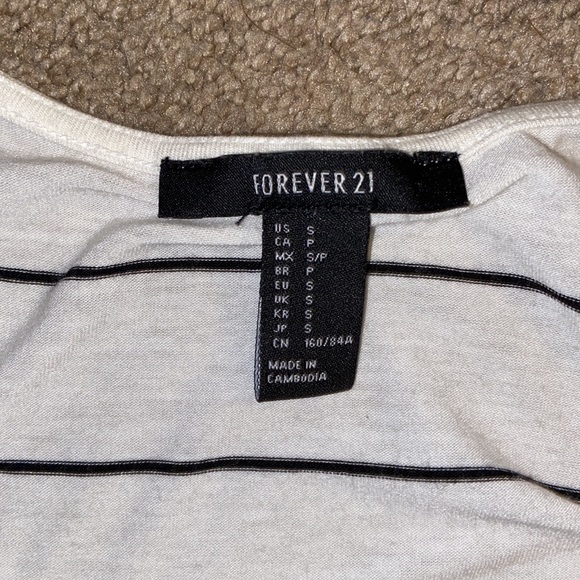 FOREVER 21
US S
CA P
MX S/P
BR P
EU S
UK S
KR S
JP S
CN 160/84A
MADE IN
CAMBODIA